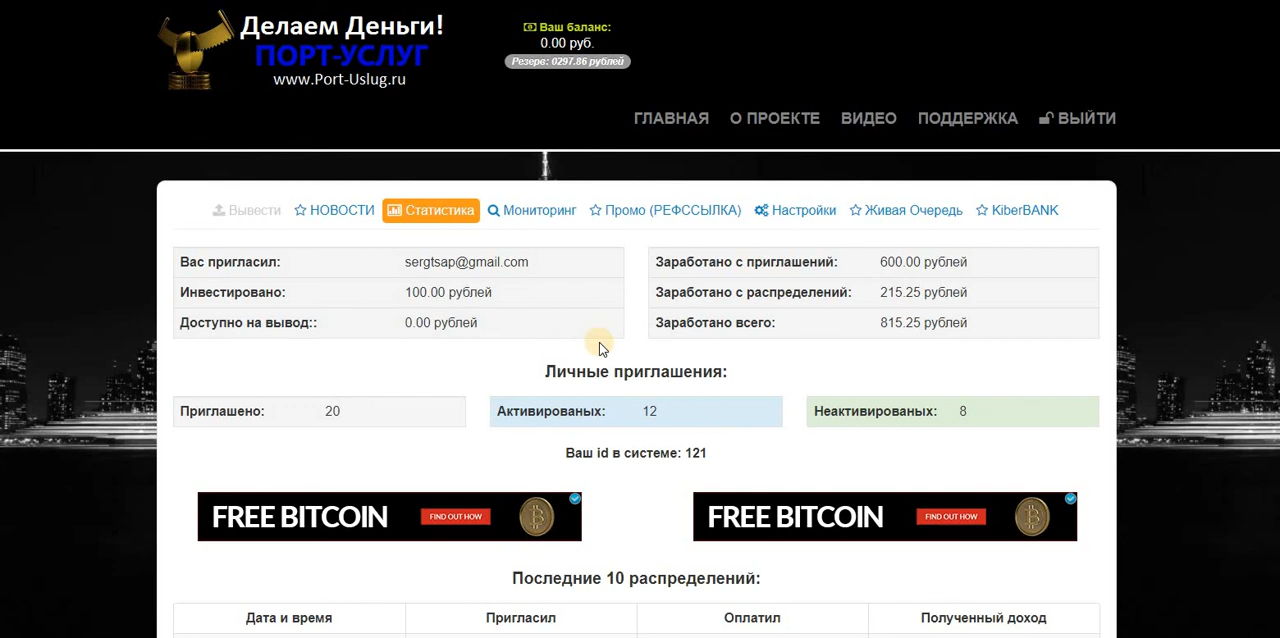 Делаем Деньги!
ПОРТ-УСЛУГ
www.Port-Uslug.ru
Ваш баланс:
0.00 руб.
Резерв: 0297.86 рублей
ГЛАВНАЯ О ПРОЕКТЕ ВИДЕО ПОДДЕРЖКА ВЫЙТИ
Вывести НОВОСТИ Статистика Мониторинг Промо (РЕФССЫЛКА) Настройки Живая Очередь KiberBANK
Вас пригласил: sergtsap@gmail.com Заработано с приглашений: 600.00 рублей
Инвестировано: 100.00 рублей Заработано с распределений: 215.25 рублей
Доступно на вывод:: 0.00 рублей Заработано всего: 815.25 рублей
Личные приглашения:
Приглашено: 20 Активированых: 12 Неактивированых: 8
Ваш id в системе: 121
FREE BITCOIN FIND OUT HOW FREE BITCOIN FIND OUT HOW
Последние 10 распределений:
Дата и время Пригласил Оплатил Полученный доход